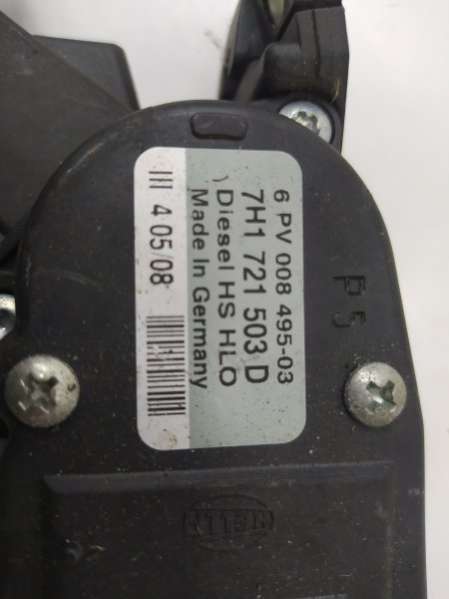 6 PV 008 495-03
7H1 721 503 D
) Diesel HS HLO
Made In Germany
III 4 05/08
P5
HELLA